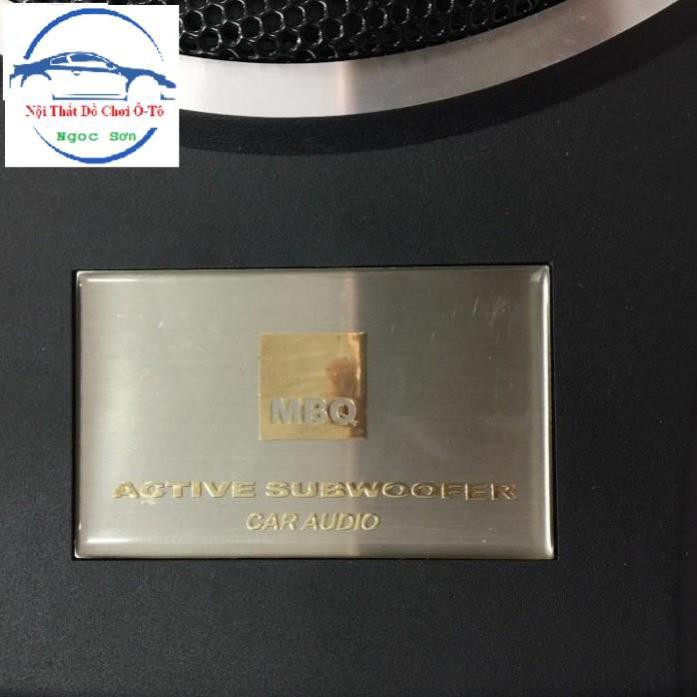 Nội Thất Đồ Chơi Ô-Tô
Ngọc Sơn
MBQ
ACTIVE SUBWOOFER
CAR AUDIO